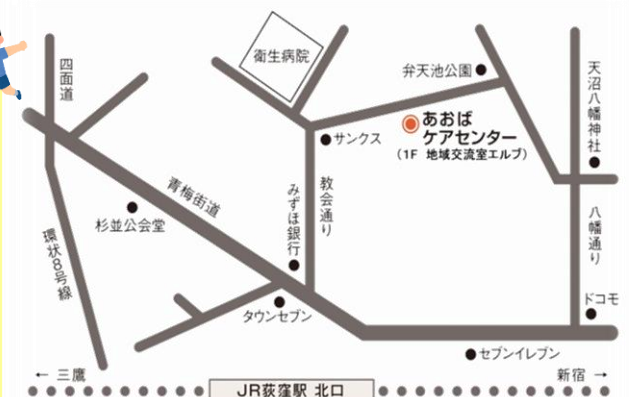 四面道
衛生病院
弁天池公園
天沼八幡神社
あおば
ケアセンター
（1F 地域交流室エルブ）
サンクス
青梅街道
みずほ銀行
教会通り
杉並公会堂
環状8号線
八幡通り
タウンセブン
ドコモ
セブンイレブン
← 三鷹
新宿 →
JR荻窪駅 北口